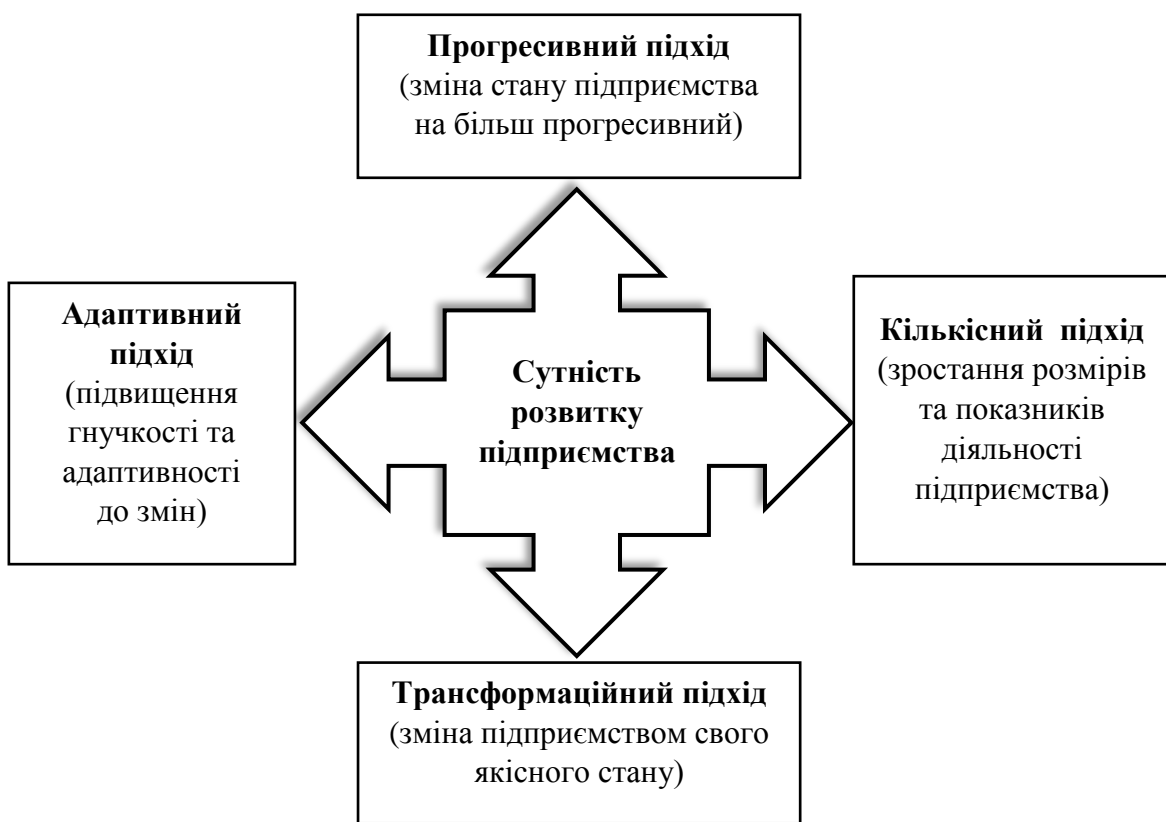 Прогресивний підхід
(зміна стану підприємства
на більш прогресивний)
Адаптивний
підхід
(підвищення
гнучкості та
адаптивності
до змін)
Сутність
розвитку
підприємства
Кількісний підхід
(зростання розмірів
та показників
діяльності
підприємства)
Трансформаційний підхід
(зміна підприємством свого
якісного стану)